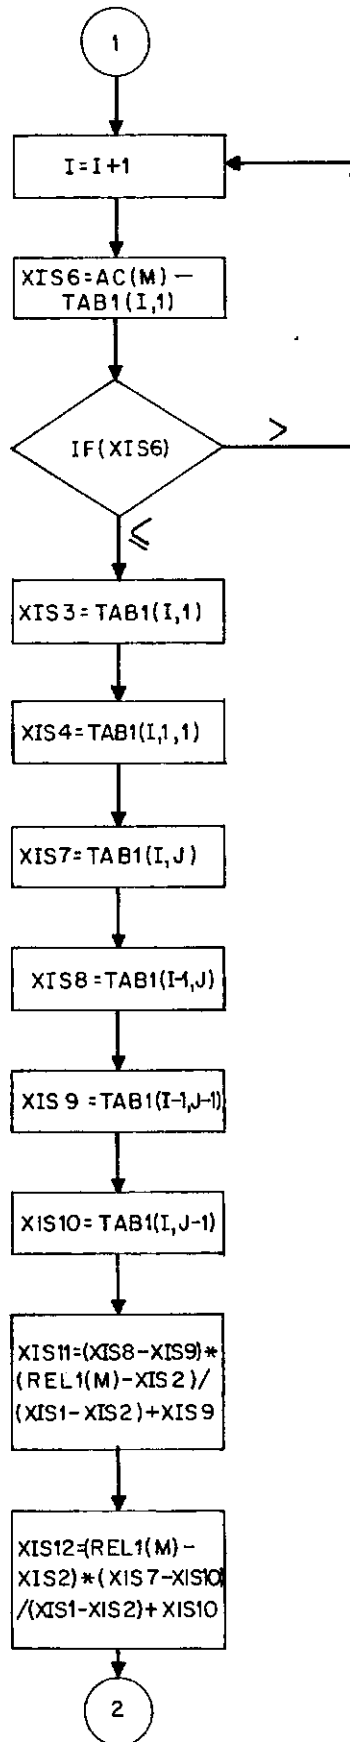 1
I=I+1
XIS6=AC(M)-
TAB1(I,1)
IF(XIS6)
>
≤
XIS3=TAB1(I,1)
XIS4=TAB1(I,1,1)
XIS7=TAB1(I,J)
XIS8=TAB1(I-1,J)
XIS9=TAB1(I-1,J-1)
XIS10=TAB1(I,J-1)
XIS11=(XIS8-XIS9)*
(REL1(M)-XIS2)/
(XIS1-XIS2)+XIS9
XIS12=(REL1(M)-
XIS2)*(XIS7-XIS10)
/(XIS1-XIS2)+XIS10
2